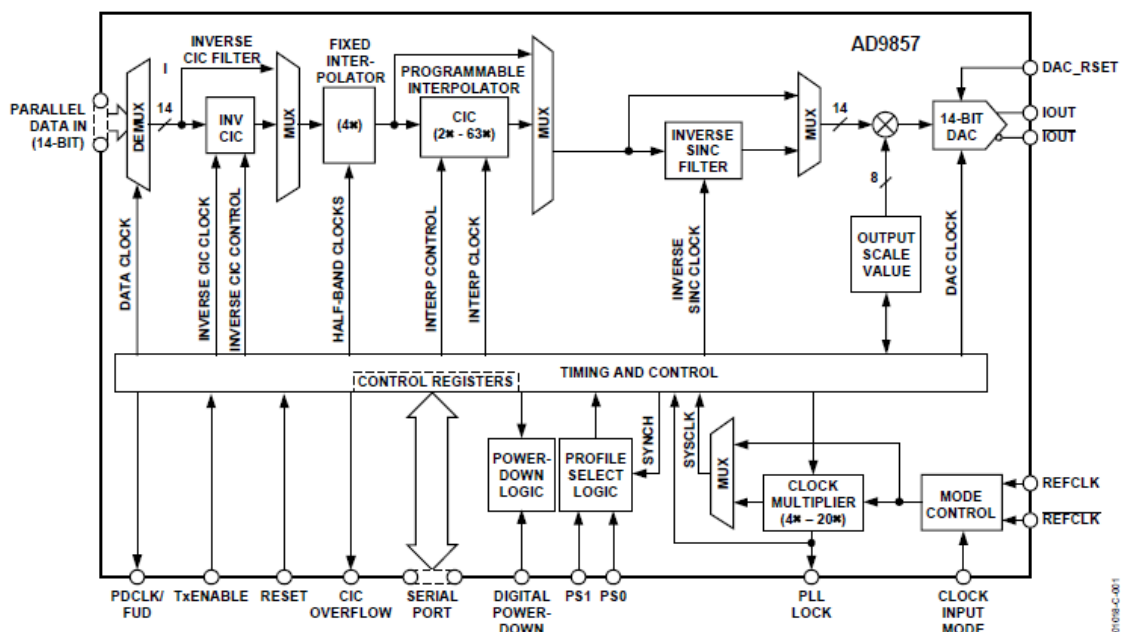 AD9857
INVERSE
CIC FILTER
FIXED
INTER-
POLATOR
PROGRAMMABLE
INTERPOLATOR
PARALLEL
DATA IN
(14-BIT)
DEMUX
I
14
INV
CIC
MUX
(4×)
CIC
(2× - 63×)
MUX
INVERSE
SINC
FILTER
MUX
14
14-BIT
DAC
DAC_RSET
IOUT
IOUT
8
OUTPUT
SCALE
VALUE
DATA CLOCK
INVERSE CIC CLOCK
INVERSE CIC CONTROL
HALF-BAND CLOCKS
INTERP CONTROL
INTERP CLOCK
INVERSE
SINC CLOCK
DAC CLOCK
TIMING AND CONTROL
CONTROL REGISTERS
POWER-
DOWN
LOGIC
PROFILE
SELECT
LOGIC
SYNCH
SYSCLK
MUX
CLOCK
MULTIPLIER
(4× – 20×)
MODE
CONTROL
REFCLK
REFCLK
PDCLK/
FUD
TxENABLE
RESET
CIC
OVERFLOW
SERIAL
PORT
DIGITAL
POWER-
DOWN
PS1
PS0
PLL
LOCK
CLOCK
INPUT
MODE
01018-C-001